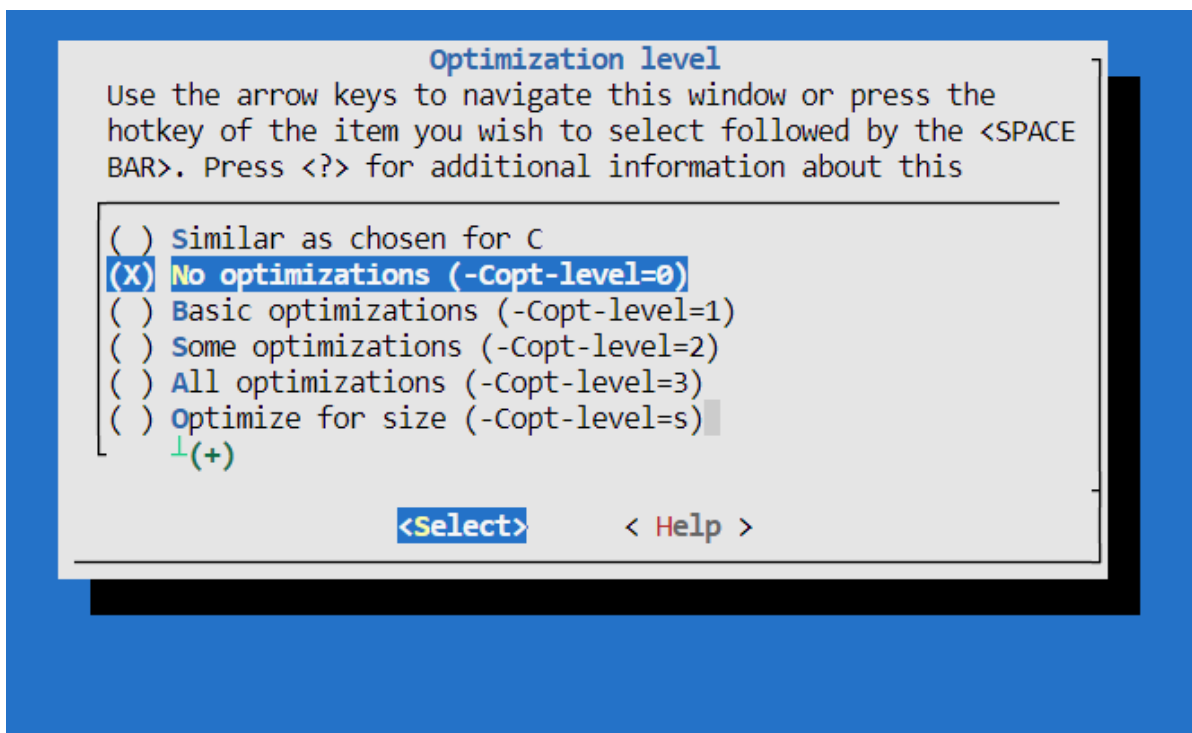 Optimization level
Use the arrow keys to navigate this window or press the
hotkey of the item you wish to select followed by the <SPACE
BAR>. Press <?> for additional information about this
( ) Similar as chosen for C
(X) No optimizations (-Copt-level=0)
( ) Basic optimizations (-Copt-level=1)
( ) Some optimizations (-Copt-level=2)
( ) All optimizations (-Copt-level=3)
( ) Optimize for size (-Copt-level=s)
┴(+)
<Select> < Help >